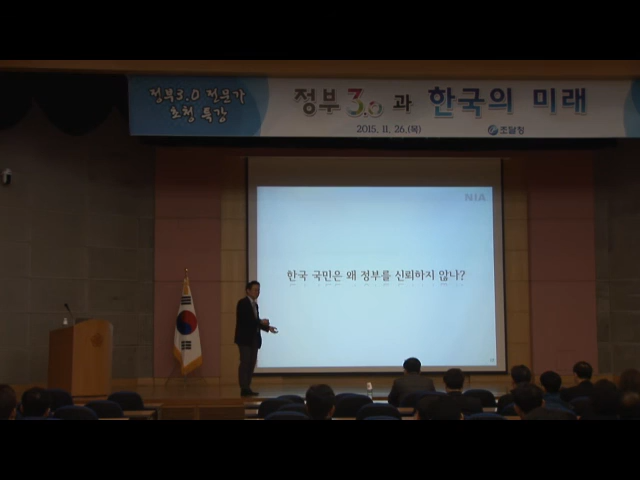 정부3.0 전문가
초청 특강
정부 3.0 과 한국의 미래
2015. 11. 26.(목)
조달청
NIA
한국 국민은 왜 정부를 신뢰하지 않나?